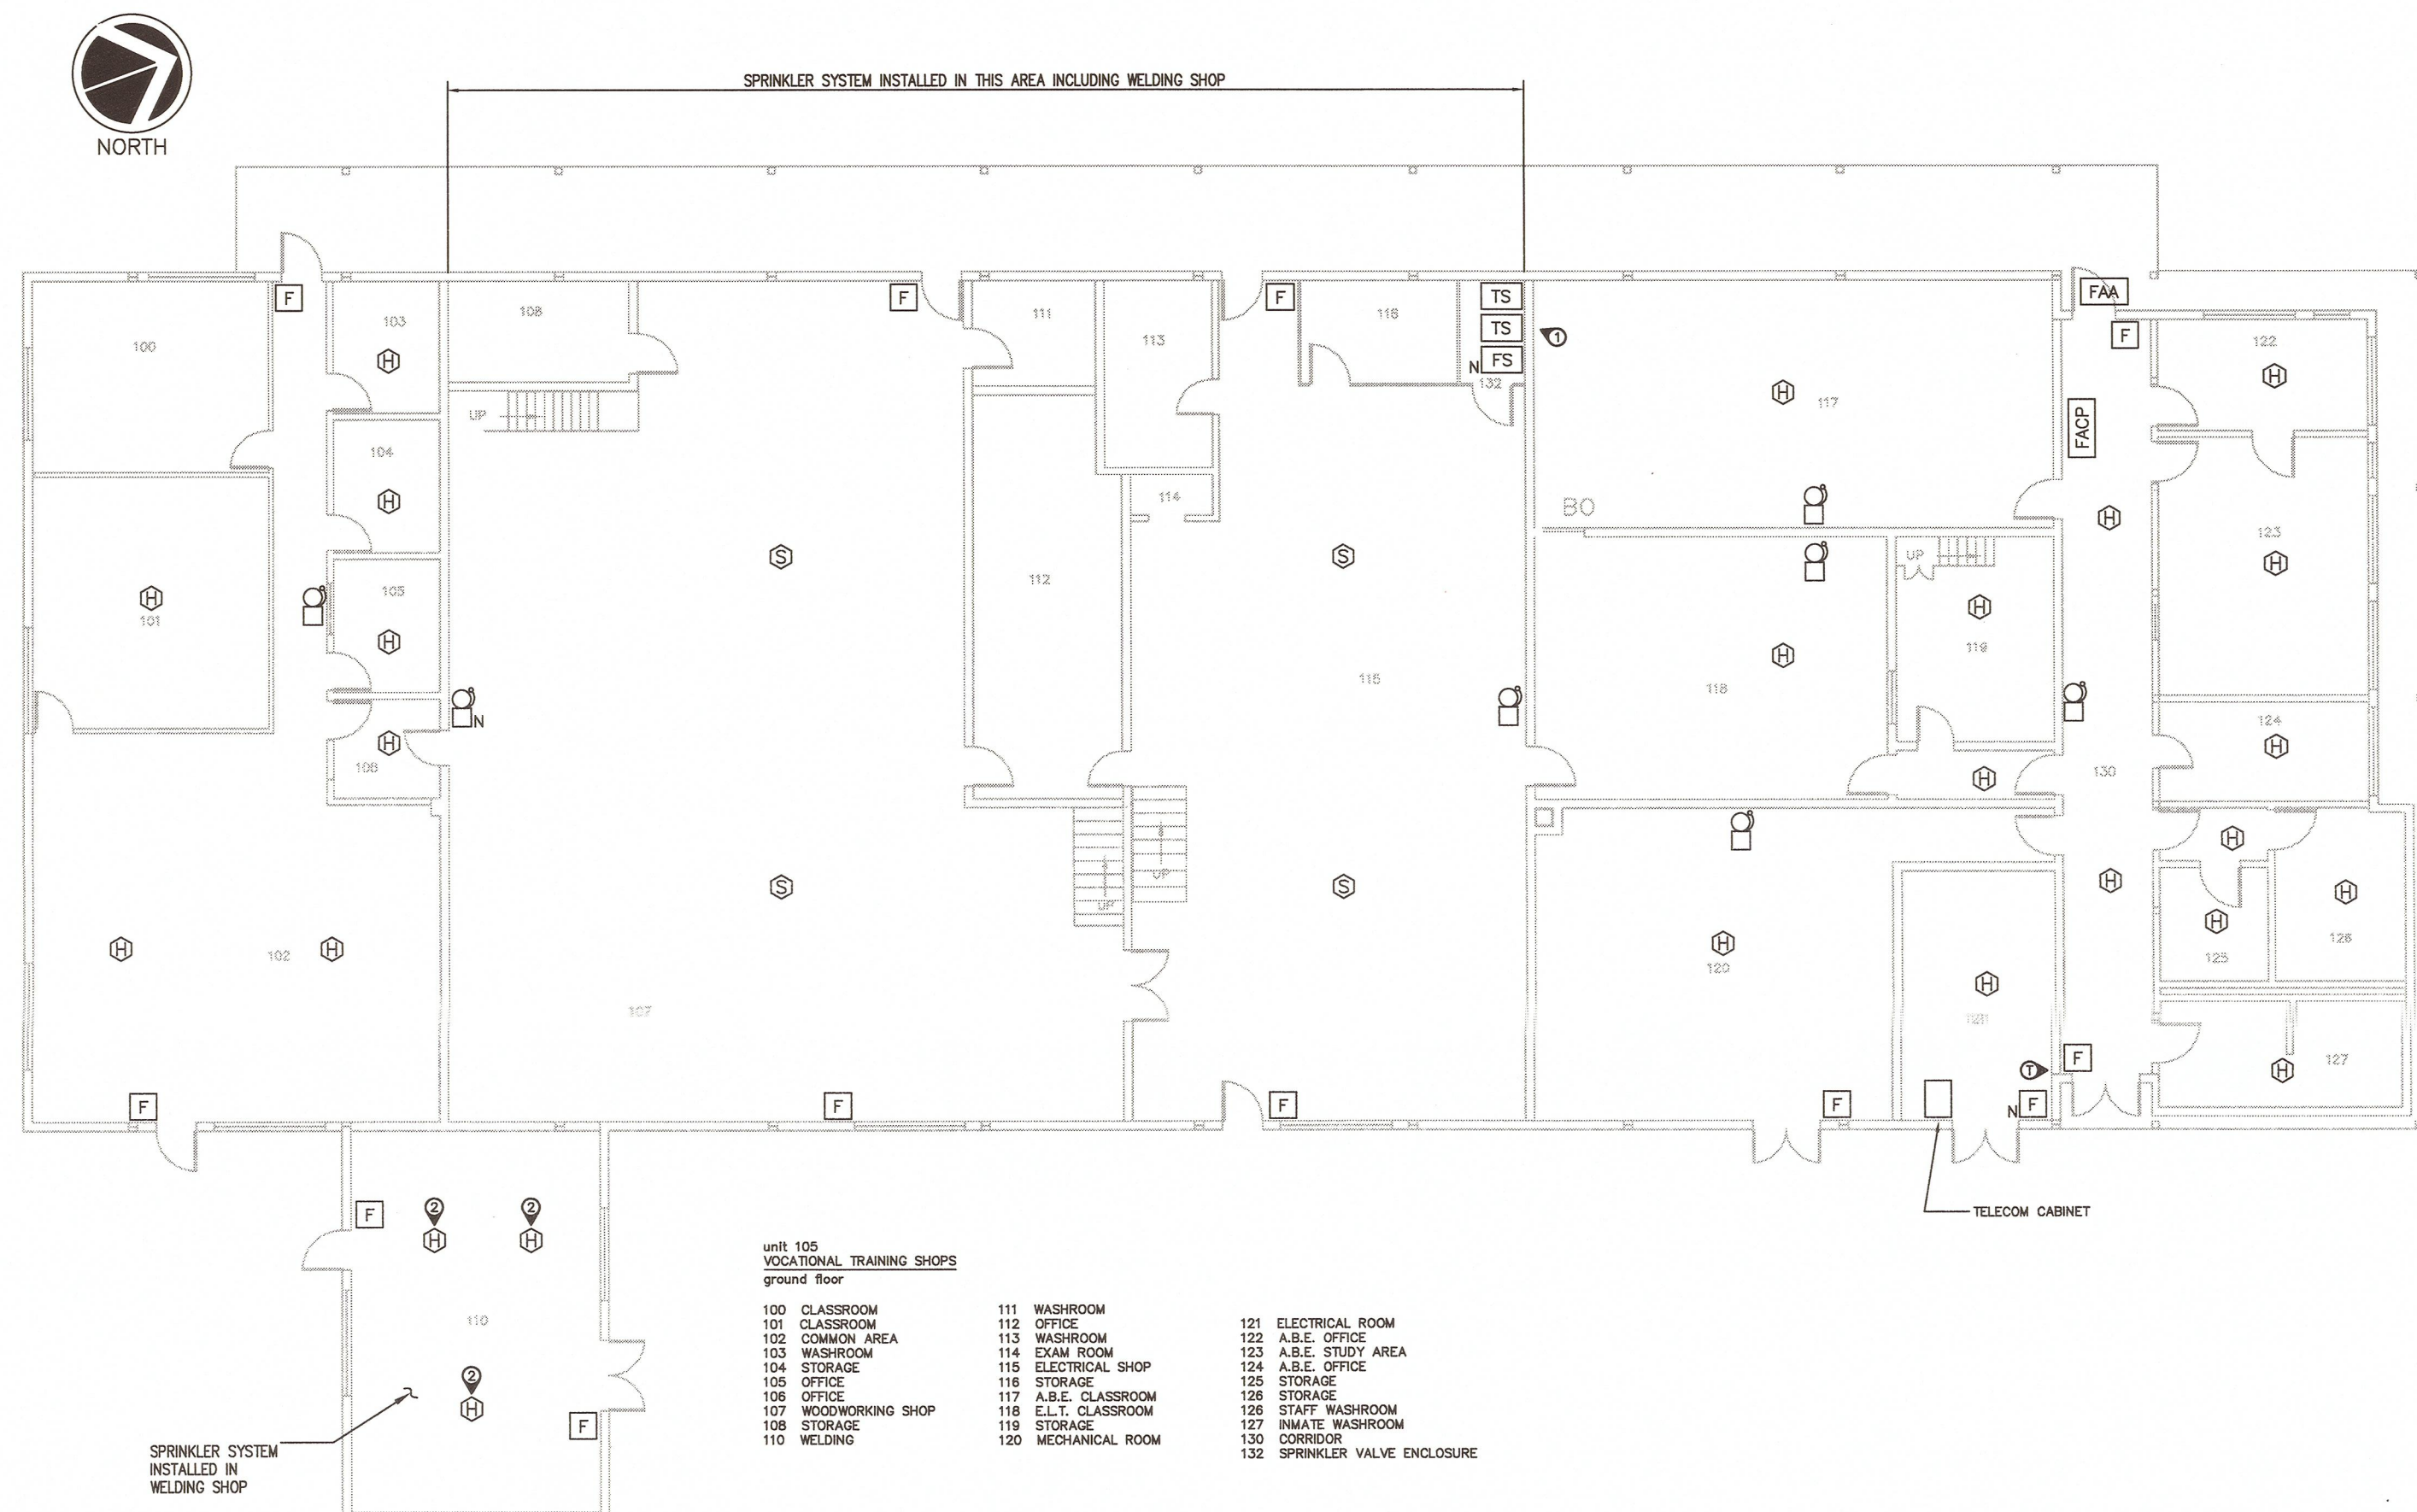 SPRINKLER SYSTEM INSTALLED IN THIS AREA INCLUDING WELDING SHOP
NORTH
F
F
F
TS
TS
FS
N
132
1
FAA
F
100
103
H
108
111
113
116
117
H
122
H
FACP
UP
104
H
114
BO
H
123
H
S
S
112
UP
H
119
101
H
105
H
115
118
H
N
106
H
124
H
130
H
UP
UP
H
H
H
S
S
H
125
H
126
102
H
H
120
H
H
107
T
F
127
H
F
F
F
F
N
F
F
2
H
2
H
TELECOM CABINET
110
2
H
F
SPRINKLER SYSTEM
INSTALLED IN
WELDING SHOP
unit 105
VOCATIONAL TRAINING SHOPS
ground floor
100 CLASSROOM
101 CLASSROOM
102 COMMON AREA
103 WASHROOM
104 STORAGE
105 OFFICE
106 OFFICE
107 WOODWORKING SHOP
108 STORAGE
110 WELDING
111 WASHROOM
112 OFFICE
113 WASHROOM
114 EXAM ROOM
115 ELECTRICAL SHOP
116 STORAGE
117 A.B.E. CLASSROOM
118 E.L.T. CLASSROOM
119 STORAGE
120 MECHANICAL ROOM
121 ELECTRICAL ROOM
122 A.B.E. OFFICE
123 A.B.E. STUDY AREA
124 A.B.E. OFFICE
125 STORAGE
126 STORAGE
126 STAFF WASHROOM
127 INMATE WASHROOM
130 CORRIDOR
132 SPRINKLER VALVE ENCLOSURE